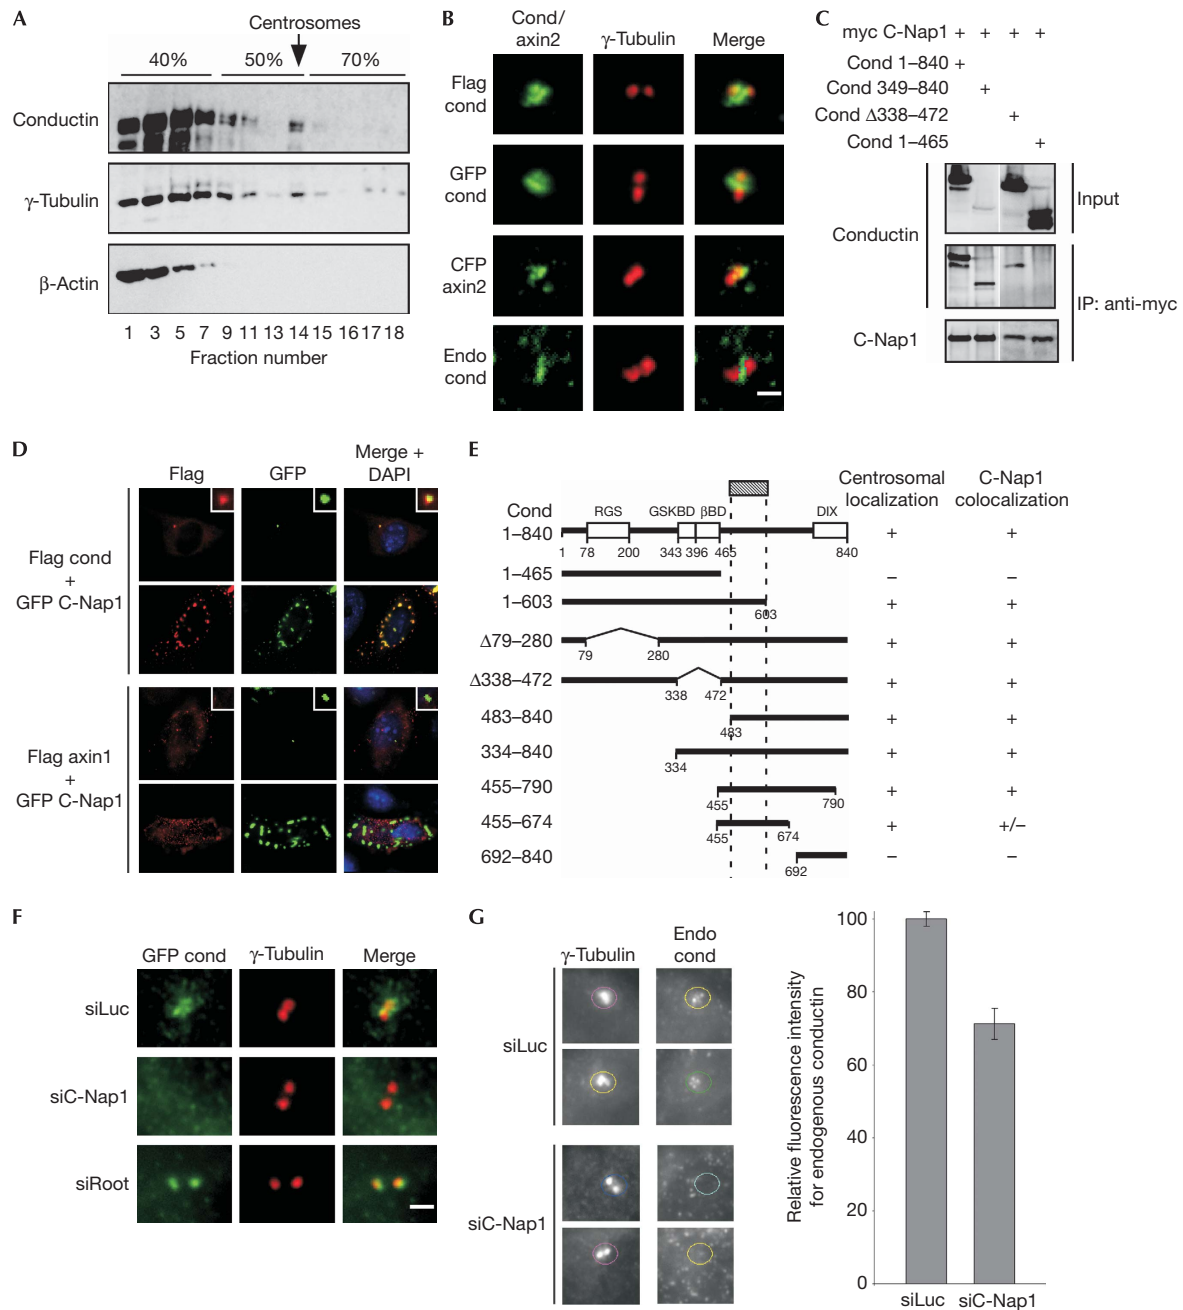 A
Centrosomes
40% 50% 70%
Conductin
γ-Tubulin
β-Actin
1 3 5 7 9 11 13 14 15 16 17 18
Fraction number
B
Cond/
axin2 γ-Tubulin Merge
Flag
cond
GFP
cond
CFP
axin2
Endo
cond
C
myc C-Nap1 + + + +
Cond 1–840 +
Cond 349–840 +
Cond Δ338–472 +
Cond 1–465 +
Conductin
Input
IP: anti-myc
C-Nap1
D
Flag GFP Merge +
DAPI
Flag cond
+
GFP C-Nap1
Flag axin1
+
GFP C-Nap1
E
Centrosomal
localization
C-Nap1
colocalization
Cond
1–840
RGS GSKBD βBD DIX
1 78 200 343 396 465 840
+ +
1–465 – –
1–603 + +
603
Δ79–280 + +
79 280
Δ338–472 + +
338 472
483–840 + +
483
334–840 + +
334
455–790 + +
455 790
455–674 + +/–
455 674
692–840 – –
692
F
GFP cond γ-Tubulin Merge
siLuc
siC-Nap1
siRoot
G
γ-Tubulin Endo
cond
siLuc
siC-Nap1
Relative fluorescence intensity
for endogenous conductin
100
80
60
40
20
0
siLuc siC-Nap1